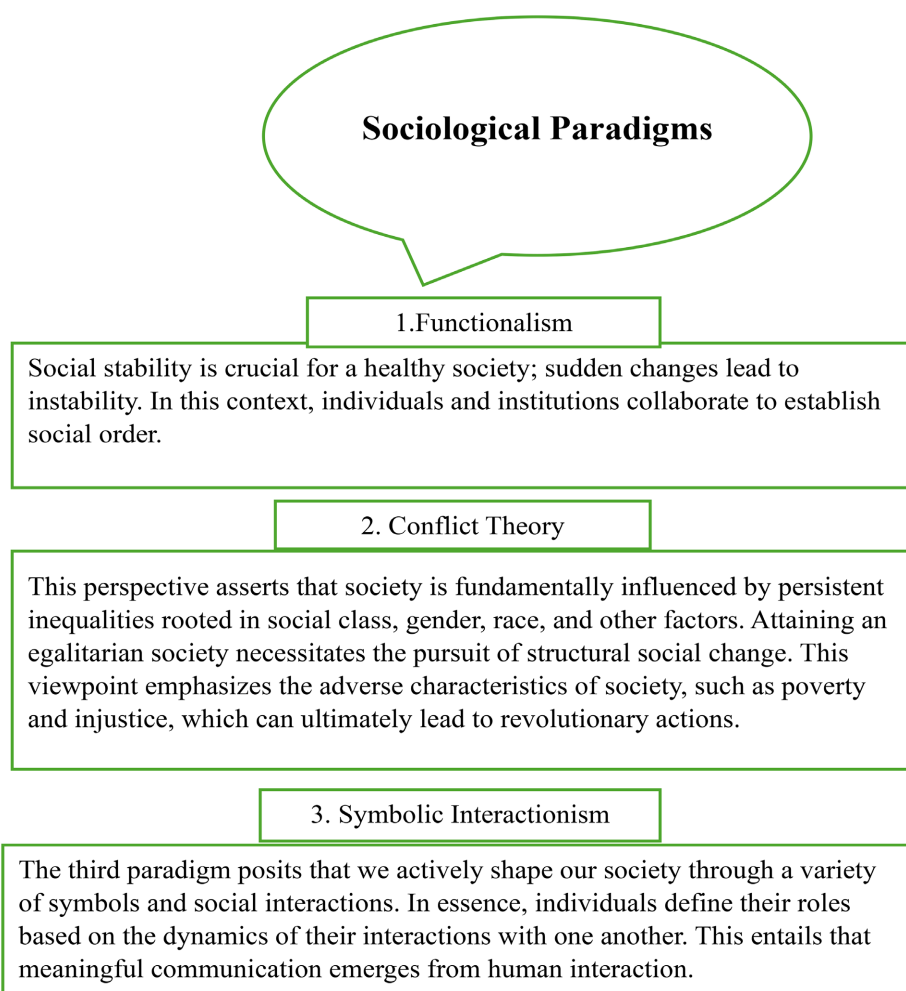 Sociological Paradigms
1.Functionalism
Social stability is crucial for a healthy society; sudden changes lead to
instability. In this context, individuals and institutions collaborate to establish
social order.
2. Conflict Theory
This perspective asserts that society is fundamentally influenced by persistent
inequalities rooted in social class, gender, race, and other factors. Attaining an
egalitarian society necessitates the pursuit of structural social change. This
viewpoint emphasizes the adverse characteristics of society, such as poverty
and injustice, which can ultimately lead to revolutionary actions.
3. Symbolic Interactionism
The third paradigm posits that we actively shape our society through a variety
of symbols and social interactions. In essence, individuals define their roles
based on the dynamics of their interactions with one another. This entails that
meaningful communication emerges from human interaction.